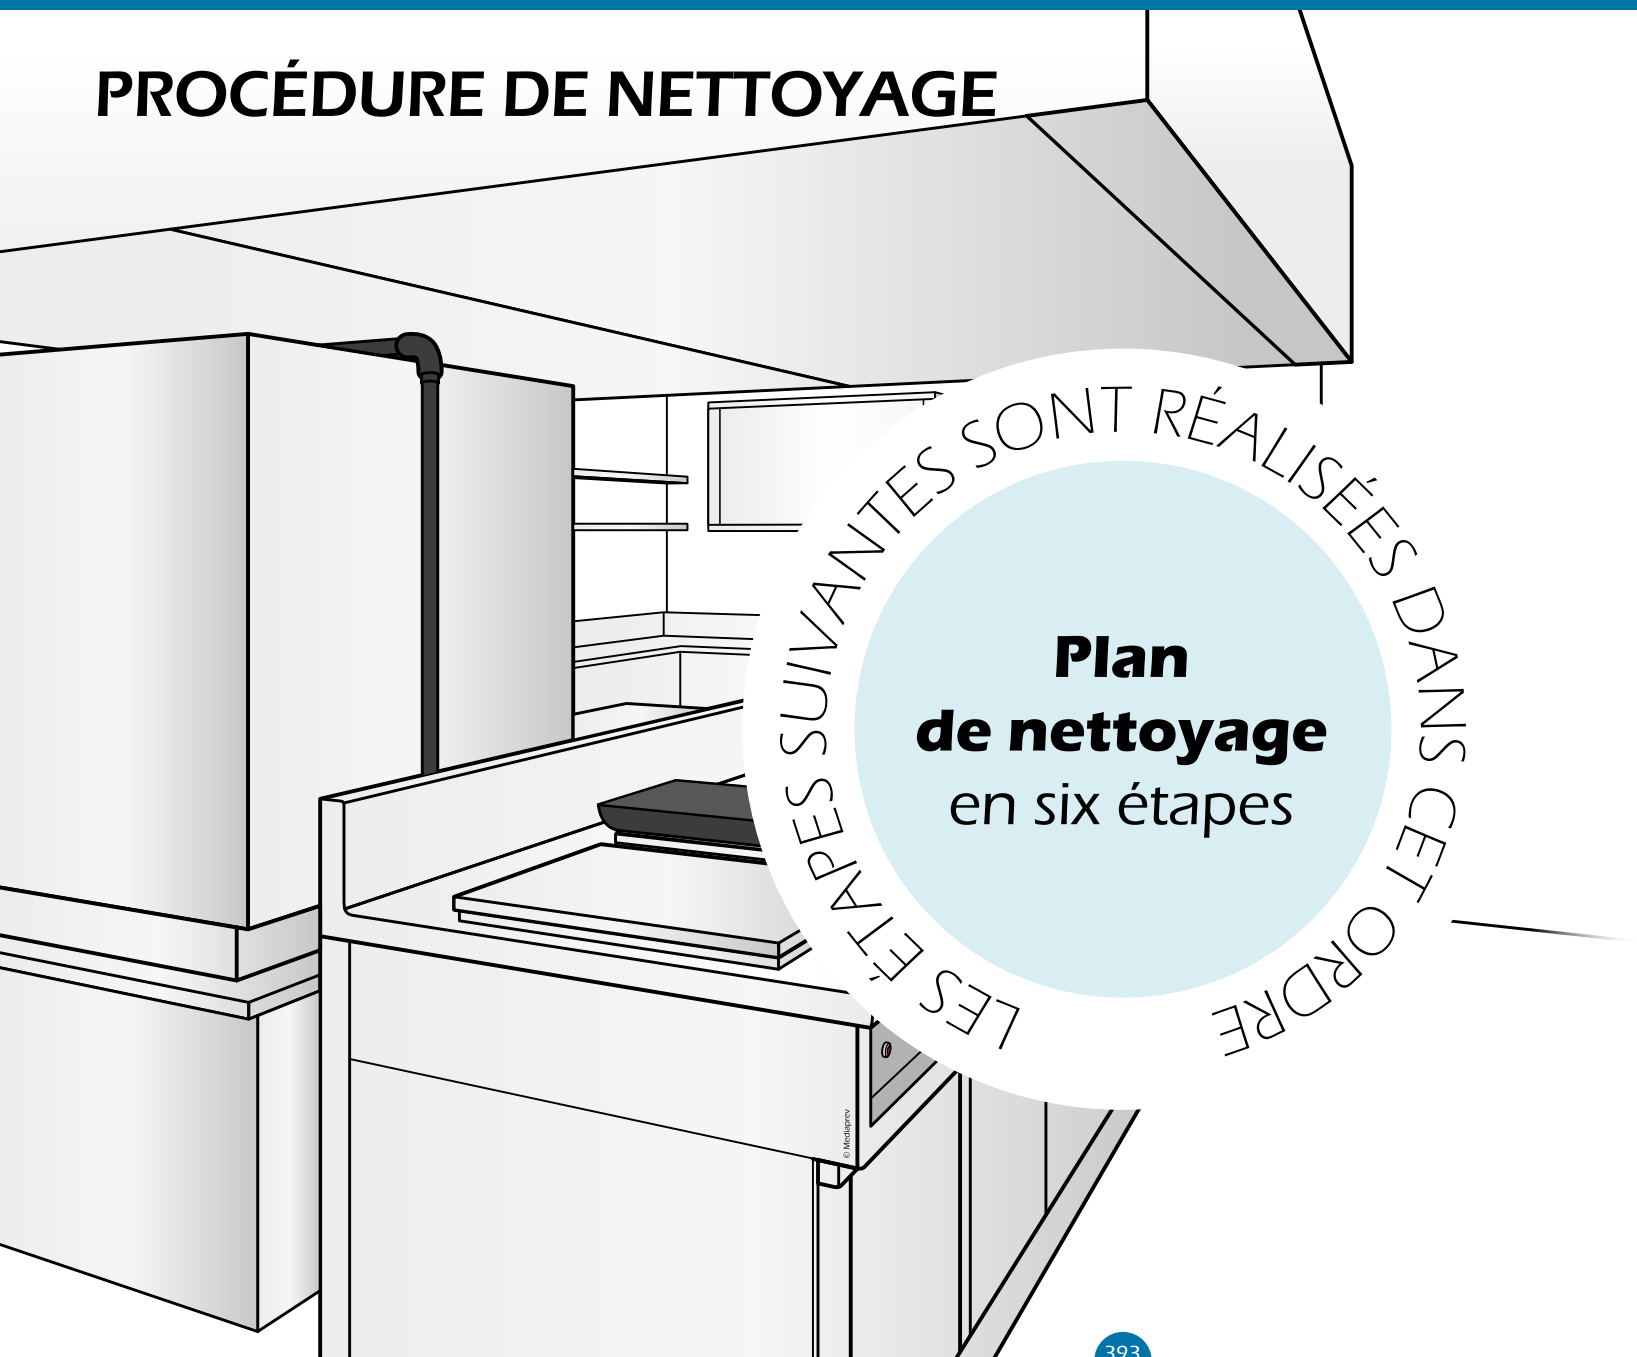 PROCÉDURE DE NETTOYAGE
LES ÉTAPES SUIVANTES SONT RÉALISÉES DANS CET ORDRE
Plan
de nettoyage
en six étapes
© Mediaprev
393